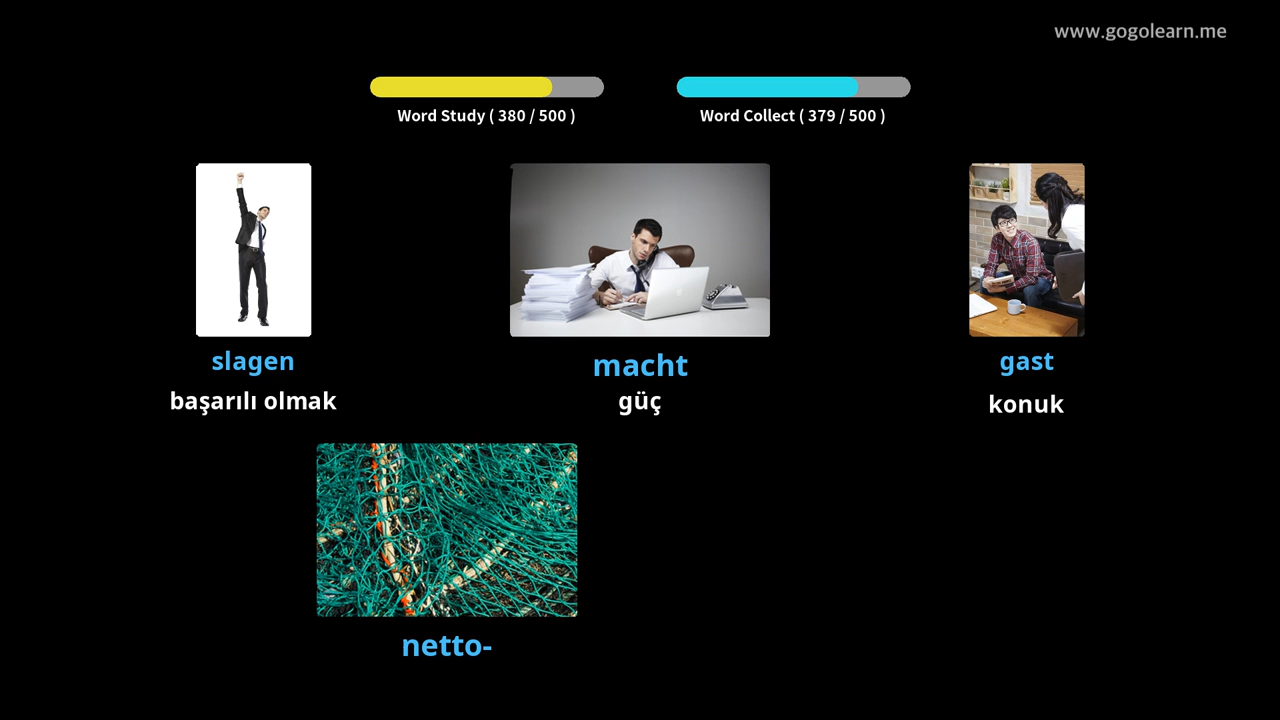 www.gogolearn.me
Word Study ( 380 / 500 )
Word Collect ( 379 / 500 )
slagen
macht
gast
başarılı olmak
güç
konuk
netto-